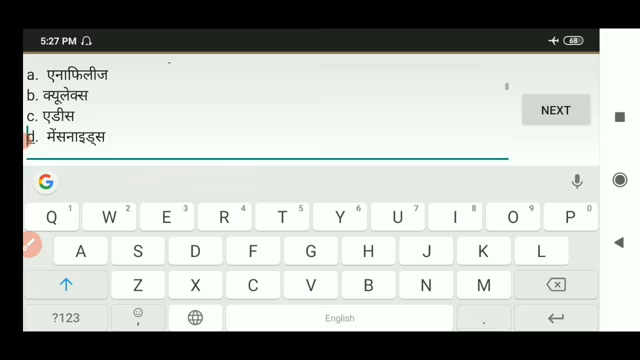 5:27 PM
68
a. एनाफिलीज
b. क्यूलेक्स
c. एडीस
d. मेंसनाइड्स
NEXT
G
Q 1 W 2 E 3 R 4 T 5 Y 6 U 7 I 8 O 9 P 0
A S D F G H J K L
Z X C V B N M
?123 , English .